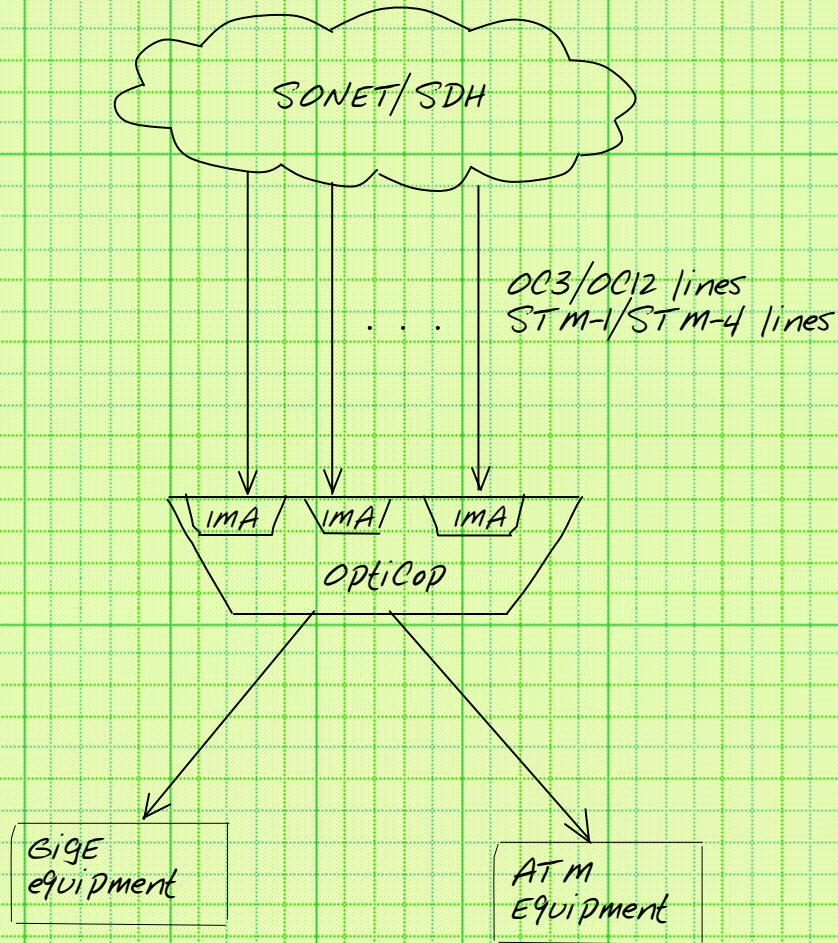 SONET/SDH
OC3/OC12 lines
STM-1/STM-4 lines
. . .
IMA
IMA
IMA
OptiCop
GigE
equipment
ATM
Equipment